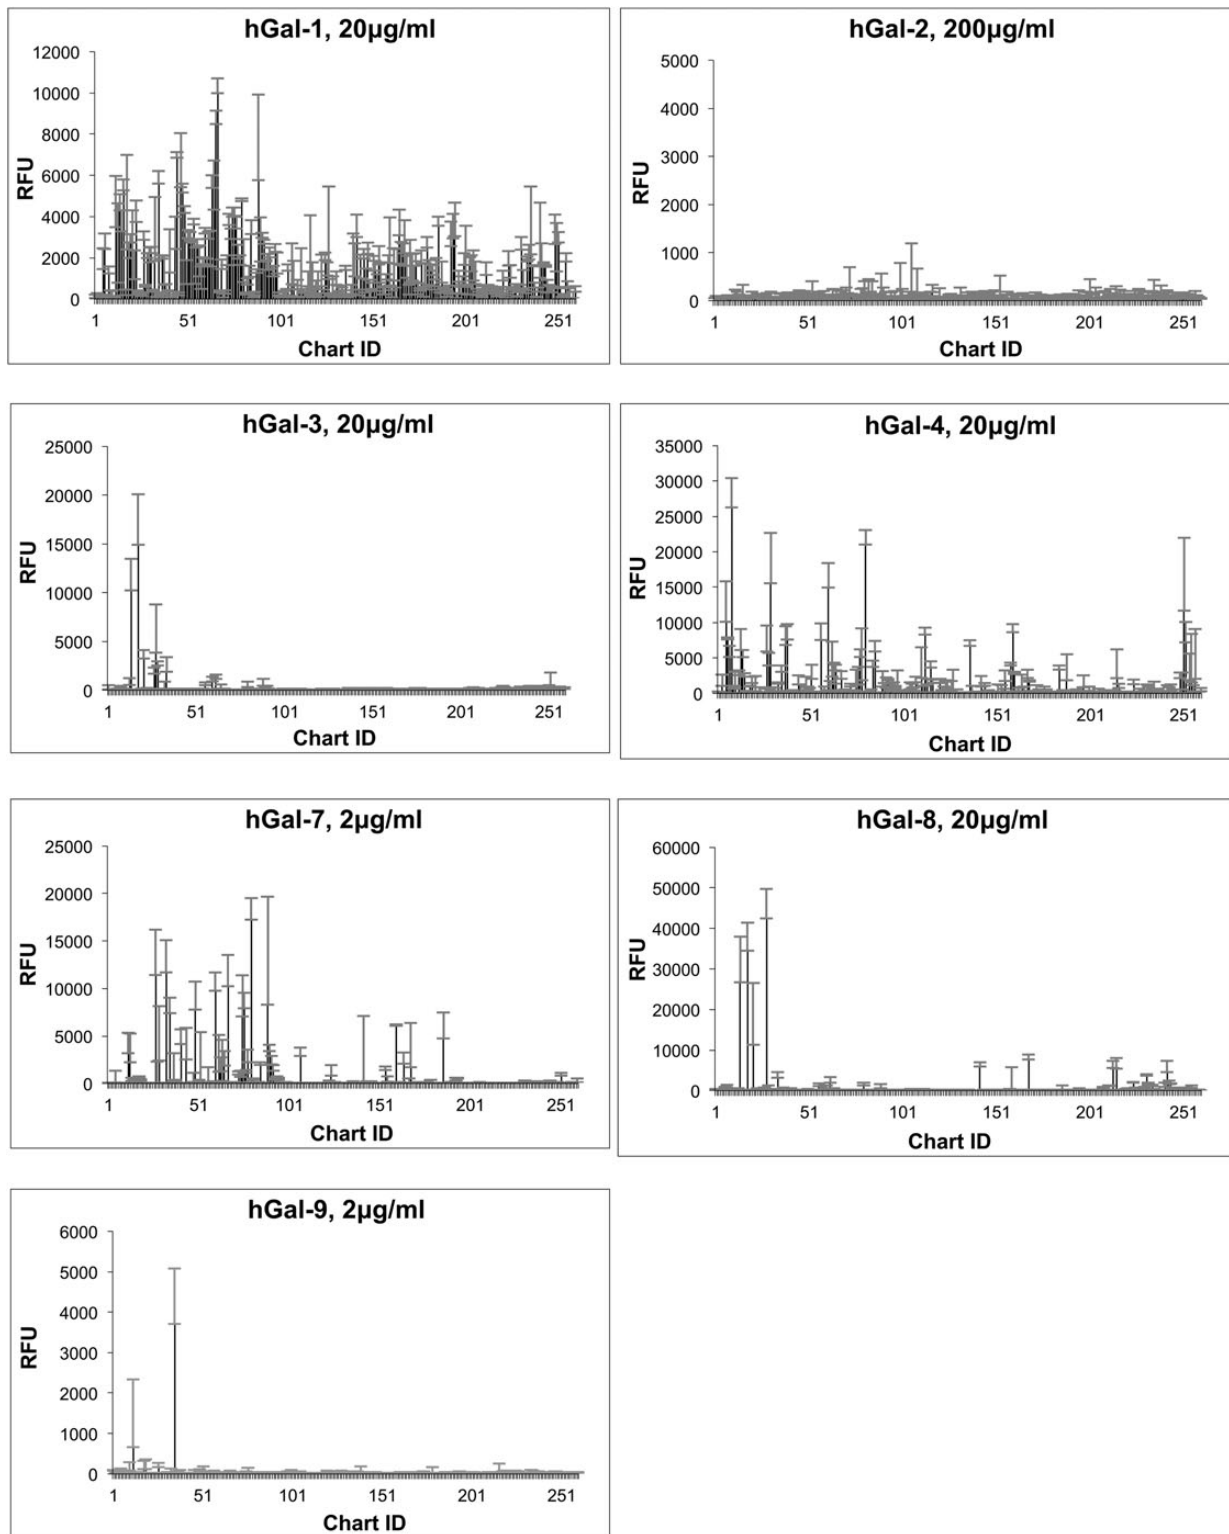 hGal-1, 20µg/ml
12000
10000
8000
6000
4000
2000
0
RFU
1 51 101 151 201 251
Chart ID
hGal-2, 200µg/ml
5000
4000
3000
2000
1000
0
RFU
1 51 101 151 201 251
Chart ID
hGal-3, 20µg/ml
25000
20000
15000
10000
5000
0
RFU
1 51 101 151 201 251
Chart ID
hGal-4, 20µg/ml
35000
30000
25000
20000
15000
10000
5000
0
RFU
1 51 101 151 201 251
Chart ID
hGal-7, 2µg/ml
25000
20000
15000
10000
5000
0
RFU
1 51 101 151 201 251
Chart ID
hGal-8, 20µg/ml
60000
50000
40000
30000
20000
10000
0
RFU
1 51 101 151 201 251
Chart ID
hGal-9, 2µg/ml
6000
5000
4000
3000
2000
1000
0
RFU
1 51 101 151 201 251
Chart ID